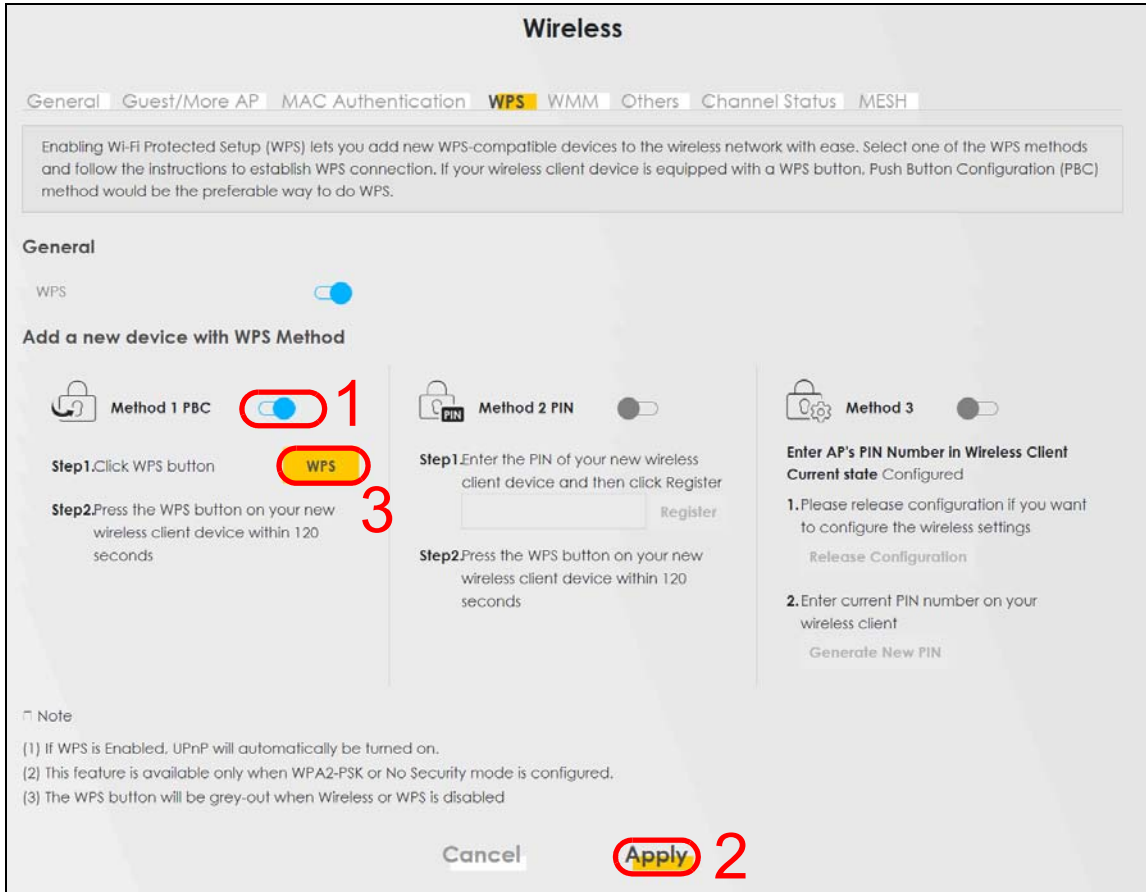 Wireless
General Guest/More AP MAC Authentication WPS WMM Others Channel Status MESH
Enabling Wi-Fi Protected Setup (WPS) lets you add new WPS-compatible devices to the wireless network with ease. Select one of the WPS methods
and follow the instructions to establish WPS connection. If your wireless client device is equipped with a WPS button, Push Button Configuration (PBC)
method would be the preferable way to do WPS.
General
WPS
Add a new device with WPS Method
Method 1 PBC
1
Step1.Click WPS button
WPS
3
Step2.Press the WPS button on your new
wireless client device within 120
seconds
PIN
Method 2 PIN
Step1.Enter the PIN of your new wireless
client device and then click Register
Register
Step2.Press the WPS button on your new
wireless client device within 120
seconds
Method 3
Enter AP's PIN Number in Wireless Client
Current state Configured
1.Please release configuration if you want
to configure the wireless settings
Release Configuration
2.Enter current PIN number on your
wireless client
Generate New PIN
Note
(1) If WPS is Enabled, UPnP will automatically be turned on.
(2) This feature is available only when WPA2-PSK or No Security mode is configured.
(3) The WPS button will be grey-out when Wireless or WPS is disabled
Cancel
Apply
2